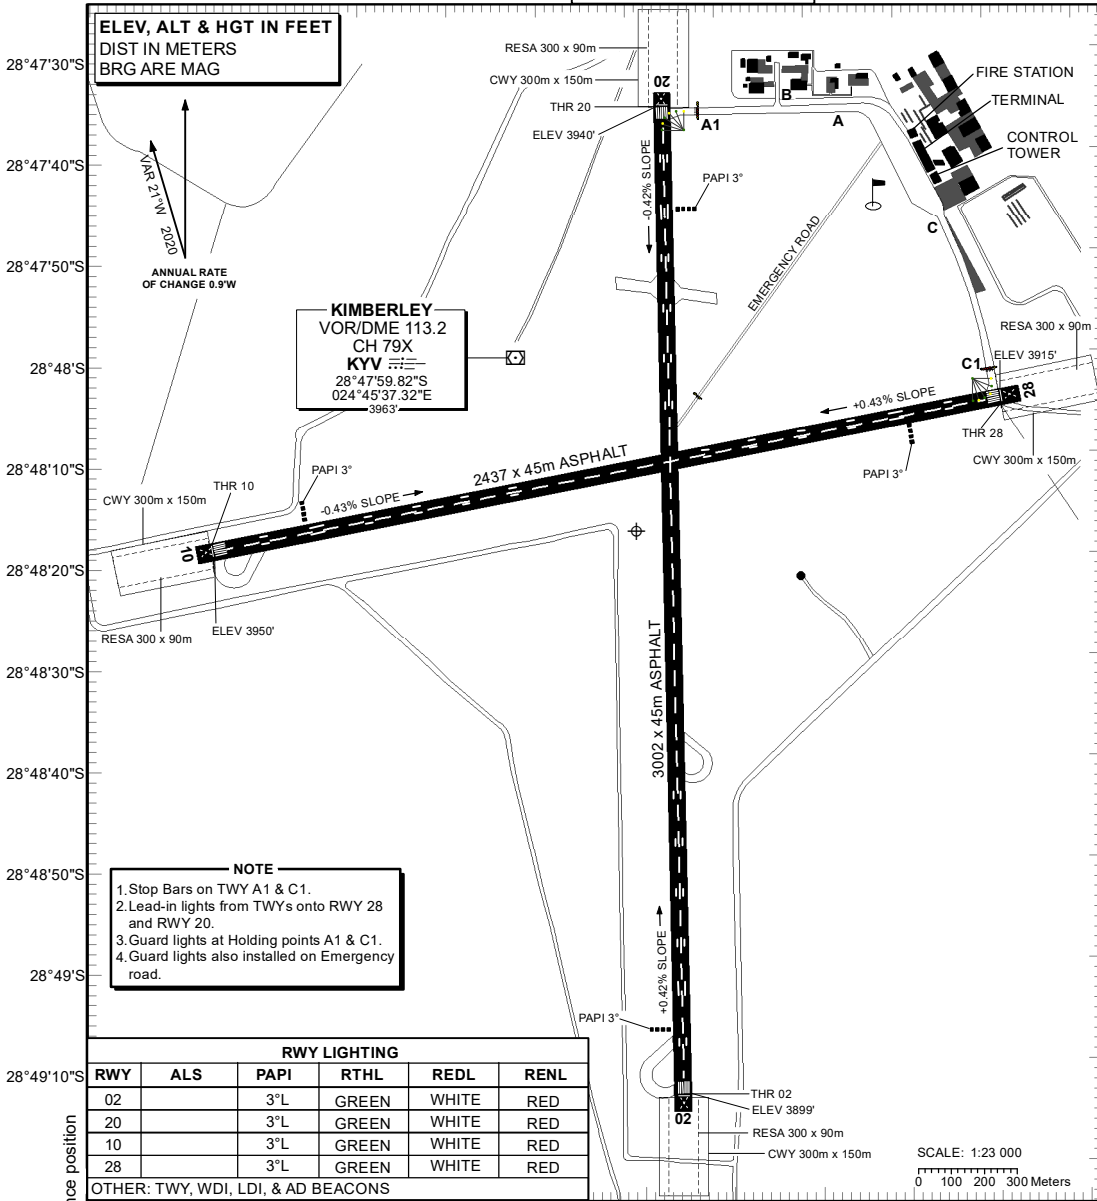 ELEV, ALT & HGT IN FEET
DIST IN METERS
BRG ARE MAG
28°47'30"S
28°47'40"S
28°47'50"S
28°48'S
28°48'10"S
28°48'20"S
28°48'30"S
28°48'40"S
28°48'50"S
28°49'S
28°49'10"S
VAR 21°W 2020
ANNUAL RATE
OF CHANGE 0.9'W
RESA 300 x 90m
CWY 300m x 150m
THR 20
ELEV 3940'
20
-0.42% SLOPE
PAPI 3°
A1
B
A
C
FIRE STATION
TERMINAL
CONTROL
TOWER
EMERGENCY ROAD
KIMBERLEY
VOR/DME 113.2
CH 79X
KYV
28°47'59.82"S
024°45'37.32"E
3963'
RESA 300 x 90m
ELEV 3915'
C1
28
+0.43% SLOPE
THR 28
CWY 300m x 150m
PAPI 3°
2437 x 45m ASPHALT
PAPI 3°
-0.43% SLOPE
CWY 300m x 150m
THR 10
10
RESA 300 x 90m
ELEV 3950'
3002 x 45m ASPHALT
+0.42% SLOPE
PAPI 3°
THR 02
ELEV 3899'
02
RESA 300 x 90m
CWY 300m x 150m
NOTE
1. Stop Bars on TWY A1 & C1.
2. Lead-in lights from TWYs onto RWY 28
and RWY 20.
3. Guard lights at Holding points A1 & C1.
4. Guard lights also installed on Emergency
road.
RWY LIGHTING
RWY ALS PAPI RTHL REDL RENL
02 3°L GREEN WHITE RED
20 3°L GREEN WHITE RED
10 3°L GREEN WHITE RED
28 3°L GREEN WHITE RED
OTHER: TWY, WDI, LDI, & AD BEACONS
position
SCALE: 1:23 000
0 100 200 300 Meters